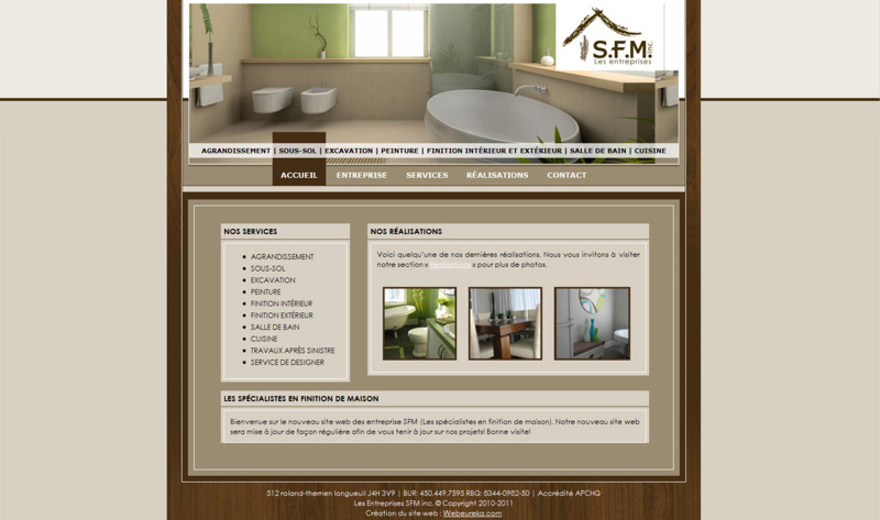 S.F.M. inc.
Les entreprises
AGRANDISSEMENT | SOUS-SOL | EXCAVATION | PEINTURE | FINITION INTÉRIEUR ET EXTÉRIEUR | SALLE DE BAIN | CUISINE
ACCUEIL ENTREPRISE SERVICES RÉALISATIONS CONTACT
NOS SERVICES
AGRANDISSEMENT
SOUS-SOL
EXCAVATION
PEINTURE
FINITION INTÉRIEUR
FINITION EXTÉRIEUR
SALLE DE BAIN
CUISINE
TRAVAUX APRÈS SINISTRE
SERVICE DE DESIGNER
NOS RÉALISATIONS
Voici quelqu'une de nos dernières réalisations. Nous vous invitons à visiter
notre section « Réalisations » pour plus de photos.
LES SPÉCIALISTES EN FINITION DE MAISON
Bienvenue sur le nouveau site web des entreprise SFM (Les spécialistes en finition de maison). Notre nouveau site web
sera mise à jour de façon régulière afin de vous tenir à jour sur nos projets! Bonne visite!
512 roland-therrien longueuil J4H 3V9 | BUR: 450.449.7595 RBQ: 8344-0982-50 | Accrédité APCHQ
Les Entreprises SFM inc. © Copyright 2010-2011
Création du site web : Webeureka.com